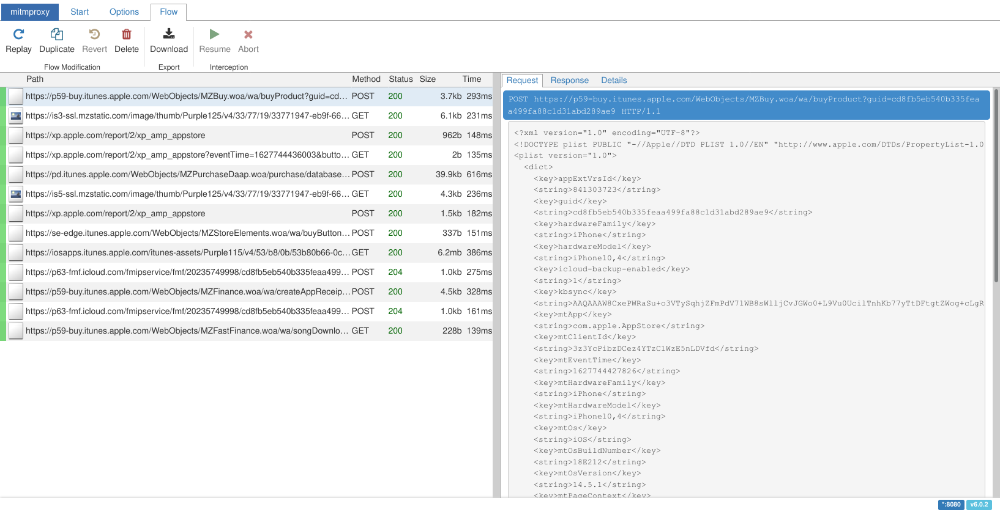 mitmproxy Start Options Flow
Replay Duplicate Revert Delete Download Resume Abort
Flow Modification Export Interception
Path Method Status Size Time
https://p59-buy.itunes.apple.com/WebObjects/MZBuy.woa/wa/buyProduct?guid=cd... POST 200 3.7kb 293ms
https://is3-ssl.mzstatic.com/image/thumb/Purple125/v4/33/77/19/33771947-eb9f-66... GET 200 6.1kb 231ms
https://xp.apple.com/report/2/xp_amp_appstore POST 200 962b 148ms
https://xp.apple.com/report/2/xp_amp_appstore?eventTime=1627744436003&butto... GET 200 2b 135ms
https://pd.itunes.apple.com/WebObjects/MZPurchaseDaap.woa/purchase/database... POST 200 39.9kb 616ms
https://is5-ssl.mzstatic.com/image/thumb/Purple125/v4/33/77/19/33771947-eb9f-66... GET 200 4.3kb 236ms
https://xp.apple.com/report/2/xp_amp_appstore POST 200 1.5kb 182ms
https://se-edge.itunes.apple.com/WebObjects/MZStoreElements.woa/wa/buyButton... POST 200 337b 151ms
https://iosapps.itunes.apple.com/itunes-assets/Purple115/v4/53/b8/0b/53b80b66-0c... GET 200 6.2mb 386ms
https://p63-fmf.icloud.com/fmipservice/fmf/20235749998/cd8fb5eb540b335feaa499... POST 204 1.0kb 275ms
https://p59-buy.itunes.apple.com/WebObjects/MZFinance.woa/wa/createAppReceip... POST 200 4.5kb 328ms
https://p63-fmf.icloud.com/fmipservice/fmf/20235749998/cd8fb5eb540b335feaa499... POST 204 1.0kb 161ms
https://p59-buy.itunes.apple.com/WebObjects/MZFastFinance.woa/wa/songDownlo... GET 200 228b 139ms
Request Response Details
POST https://p59-buy.itunes.apple.com/WebObjects/MZBuy.woa/wa/buyProduct?guid=cd8fb5eb540b335fea
a499fa88c1d31abd289ae9 HTTP/1.1
<?xml version="1.0" encoding="UTF-8"?>
<!DOCTYPE plist PUBLIC "-//Apple//DTD PLIST 1.0//EN" "http://www.apple.com/DTDs/PropertyList-1.0
<plist version="1.0">
<dict>
<key>appExtVrsId</key>
<string>841303723</string>
<key>guid</key>
<string>cd8fb5eb540b335feaa499fa88c1d31abd289ae9</string>
<key>hardwareFamily</key>
<string>iPhone</string>
<key>hardwareModel</key>
<string>iPhone10,4</string>
<key>icloud-backup-enabled</key>
<string>1</string>
<key>kbsync</key>
<string>AAQAAAW8CxePWRaSu+o3VTySqhjZFmPdV71WB8sWlljCvJGWo0+L9Vu0UcilTnhKb77yTtDFtgtZWog+cLgR
<key>mtApp</key>
<string>com.apple.AppStore</string>
<key>mtClientId</key>
<string>3z3YcPibzDCez4YTzC1WzE5nLDVfd</string>
<key>mtEventTime</key>
<string>1627744427826</string>
<key>mtHardwareFamily</key>
<string>iPhone</string>
<key>mtHardwareModel</key>
<string>iPhone10,4</string>
<key>mtOs</key>
<string>iOS</string>
<key>mtOsBuildNumber</key>
<string>18E212</string>
<key>mtOsVersion</key>
<string>14.5.1</string>
<key>mtPageContext</key>
*:8080 v6.0.2